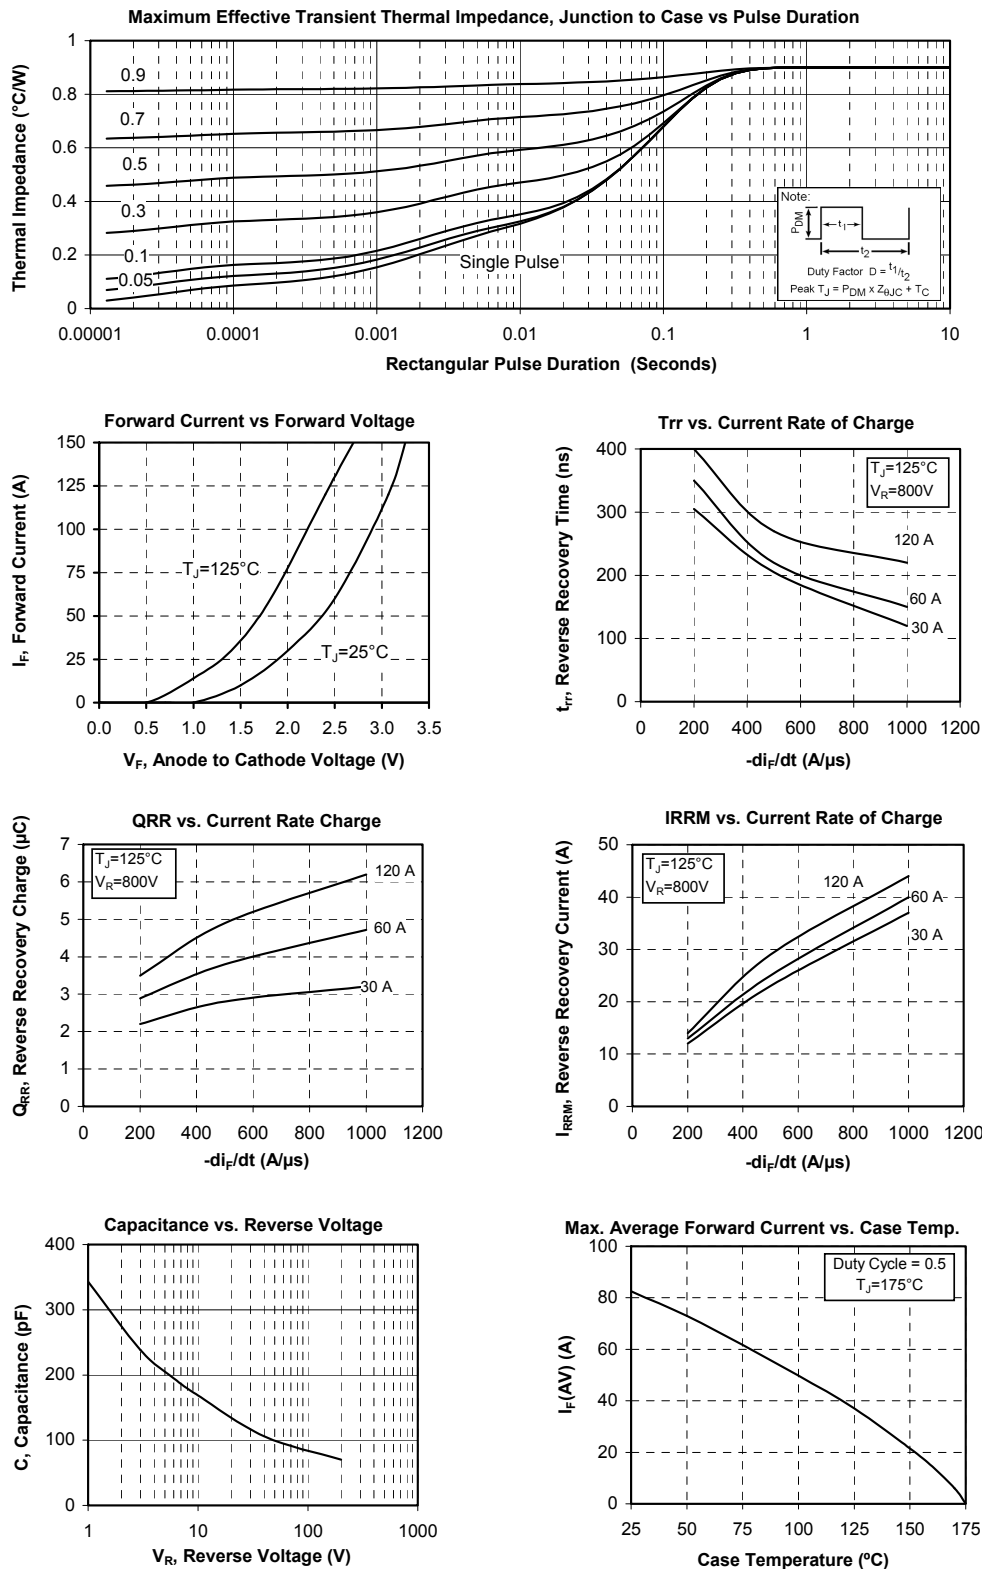 Maximum Effective Transient Thermal Impedance, Junction to Case vs Pulse Duration
Thermal Impedance (°C/W)
1
0.8
0.6
0.4
0.2
0
0.9
0.7
0.5
0.3
0.1
0.05
Single Pulse
Note:
PDM
t1
t2
Duty Factor D = t1/t2
Peak TJ = PDM x ZθJC + TC
0.00001 0.0001 0.001 0.01 0.1 1 10
Rectangular Pulse Duration (Seconds)
Forward Current vs Forward Voltage
IF, Forward Current (A)
150
125
100
75
50
25
0
TJ=125°C
TJ=25°C
0.0 0.5 1.0 1.5 2.0 2.5 3.0 3.5
VF, Anode to Cathode Voltage (V)
Trr vs. Current Rate of Charge
trr, Reverse Recovery Time (ns)
400
300
200
100
0
TJ=125°C
VR=800V
120 A
60 A
30 A
0 200 400 600 800 1000 1200
-diF/dt (A/µs)
QRR vs. Current Rate Charge
QRR, Reverse Recovery Charge (µC)
7
6
5
4
3
2
1
0
TJ=125°C
VR=800V
120 A
60 A
30 A
0 200 400 600 800 1000 1200
-diF/dt (A/µs)
IRRM vs. Current Rate of Charge
IRRM, Reverse Recovery Current (A)
50
40
30
20
10
0
TJ=125°C
VR=800V
120 A
60 A
30 A
0 200 400 600 800 1000 1200
-diF/dt (A/µs)
Capacitance vs. Reverse Voltage
C, Capacitance (pF)
400
300
200
100
0
1 10 100 1000
VR, Reverse Voltage (V)
Max. Average Forward Current vs. Case Temp.
IF(AV) (A)
100
80
60
40
20
0
Duty Cycle = 0.5
TJ=175°C
25 50 75 100 125 150 175
Case Temperature (ºC)